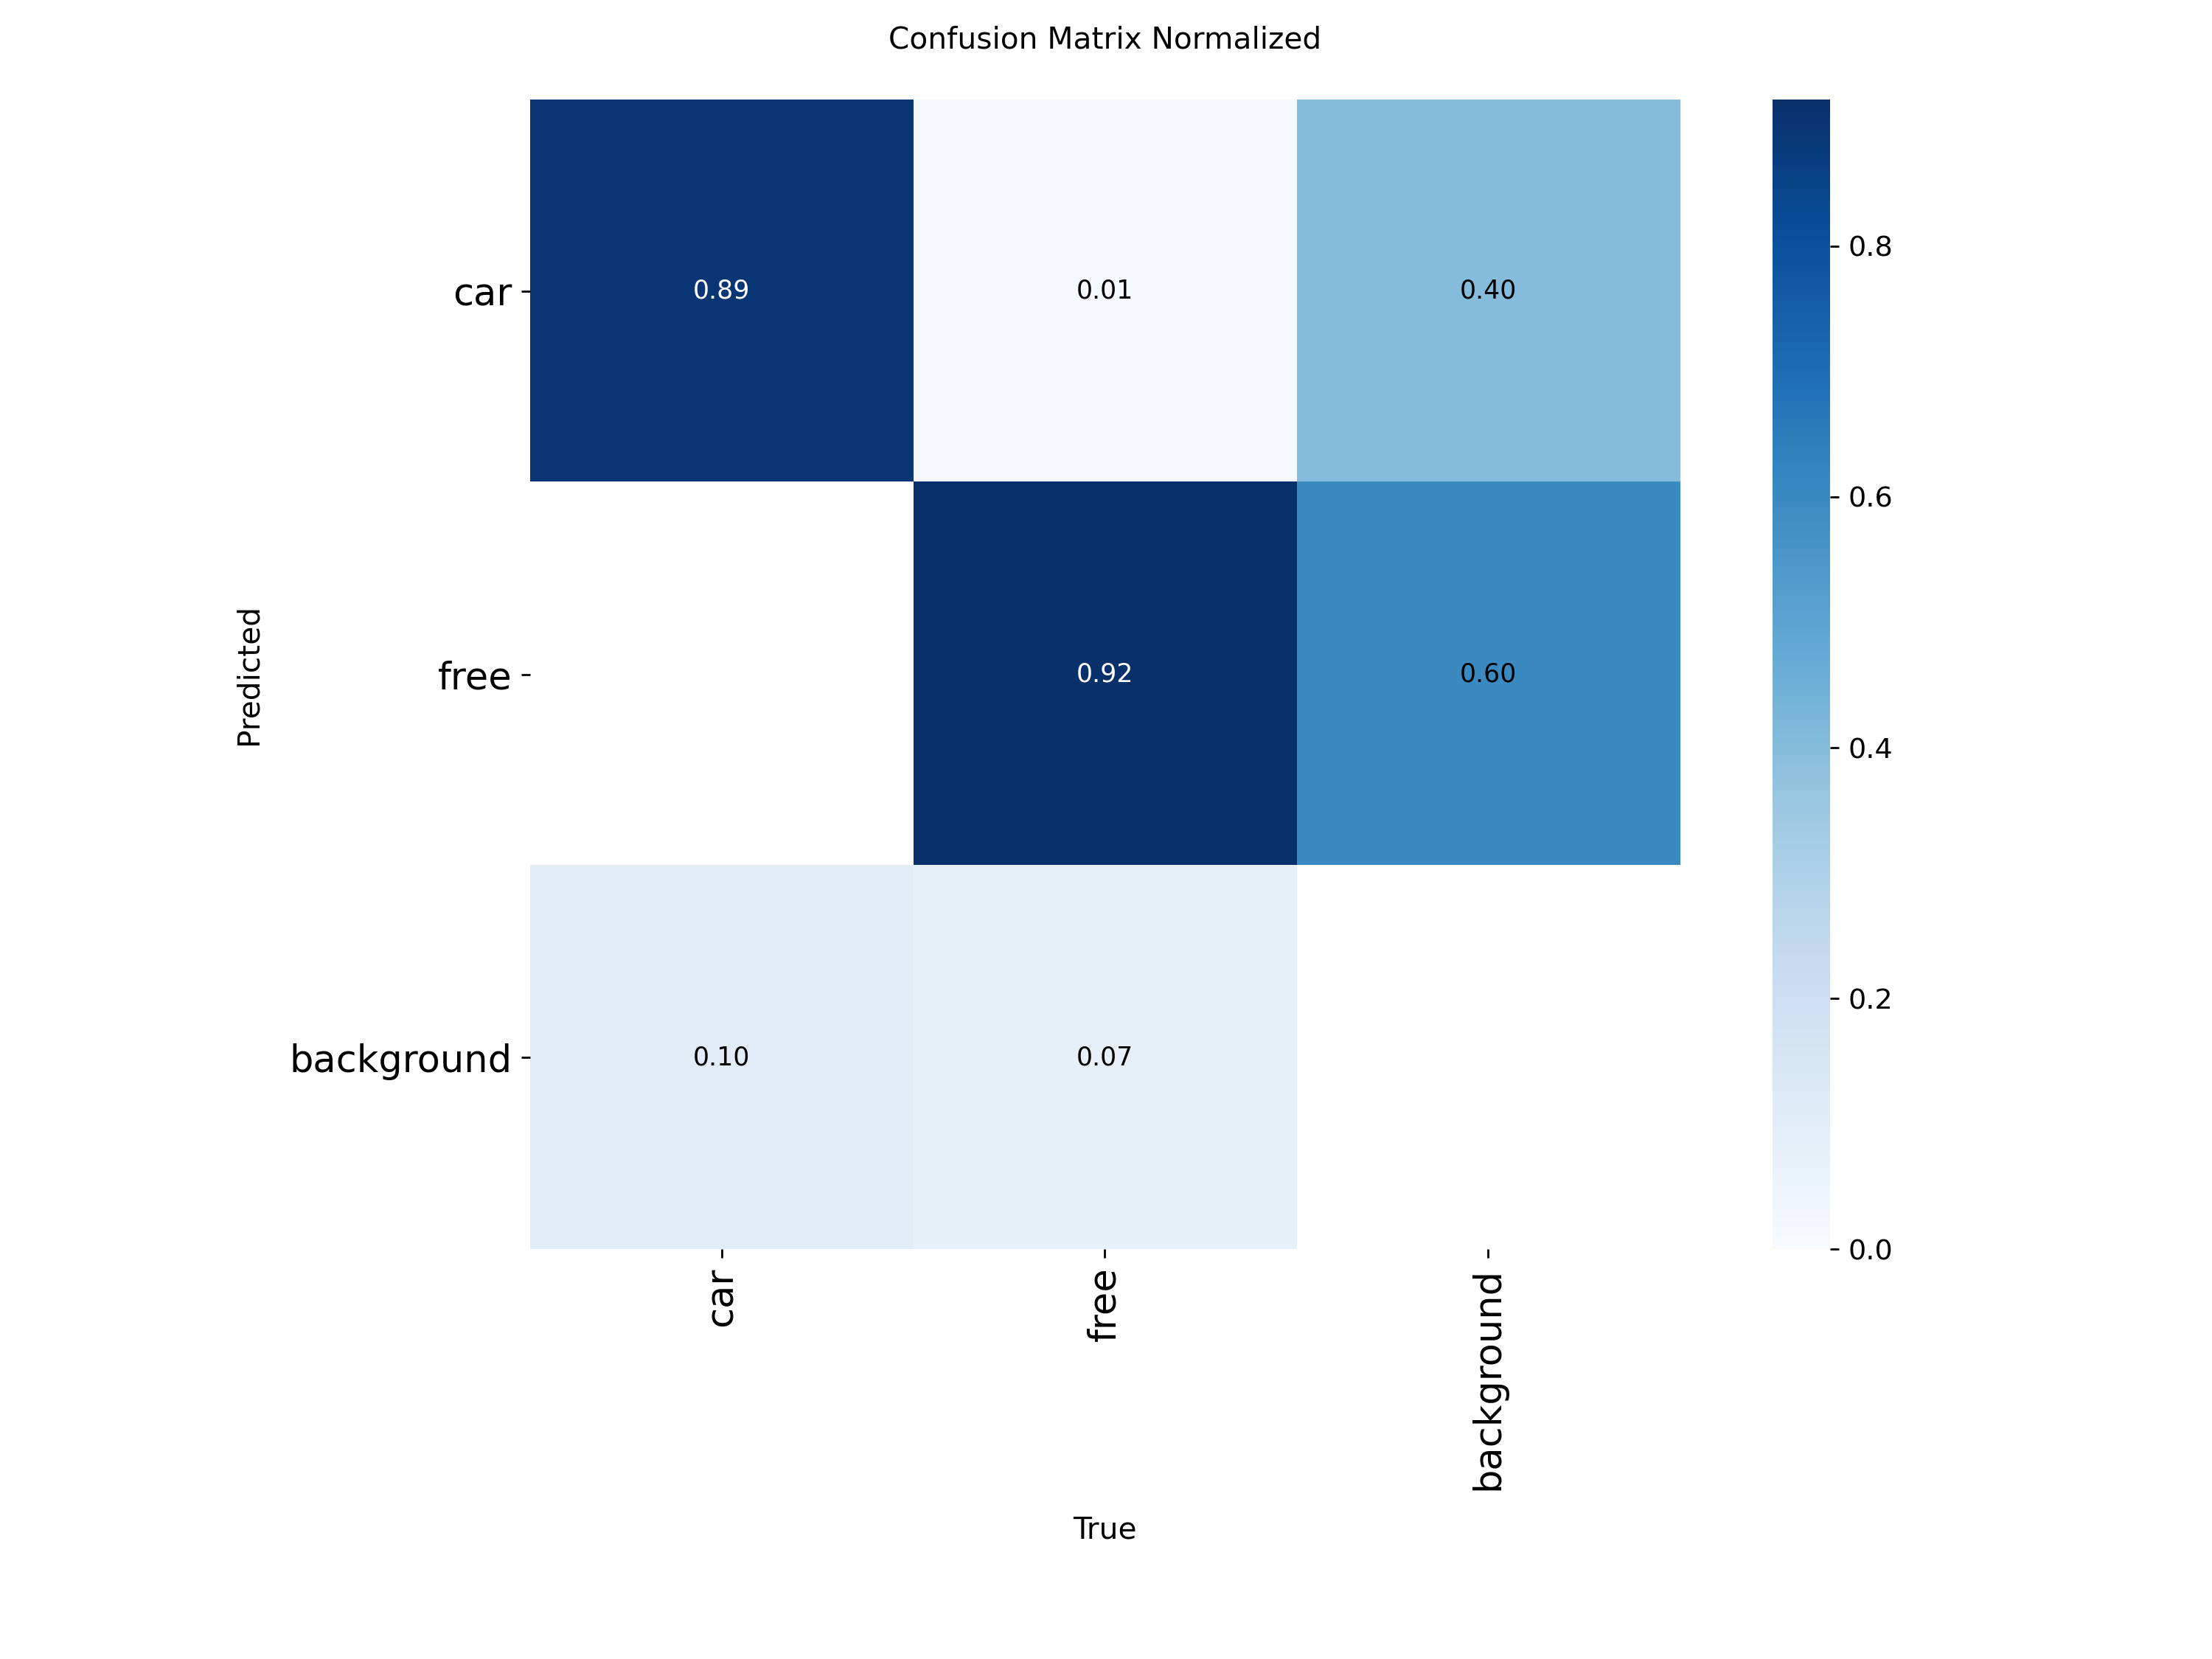 Confusion Matrix Normalized
Predicted
car
free
background
0.89 0.01 0.40
0.92 0.60
0.10 0.07
car
free
background
True
0.8
0.6
0.4
0.2
0.0